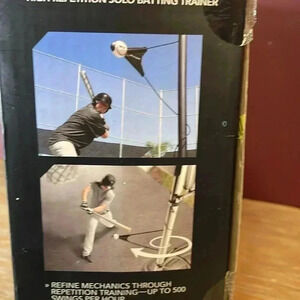 HIGH REPETITION SOLO BATTING TRAINER
» REFINE MECHANICS THROUGH
REPETITION TRAINING—UP TO 500
SWINGS PER HOUR